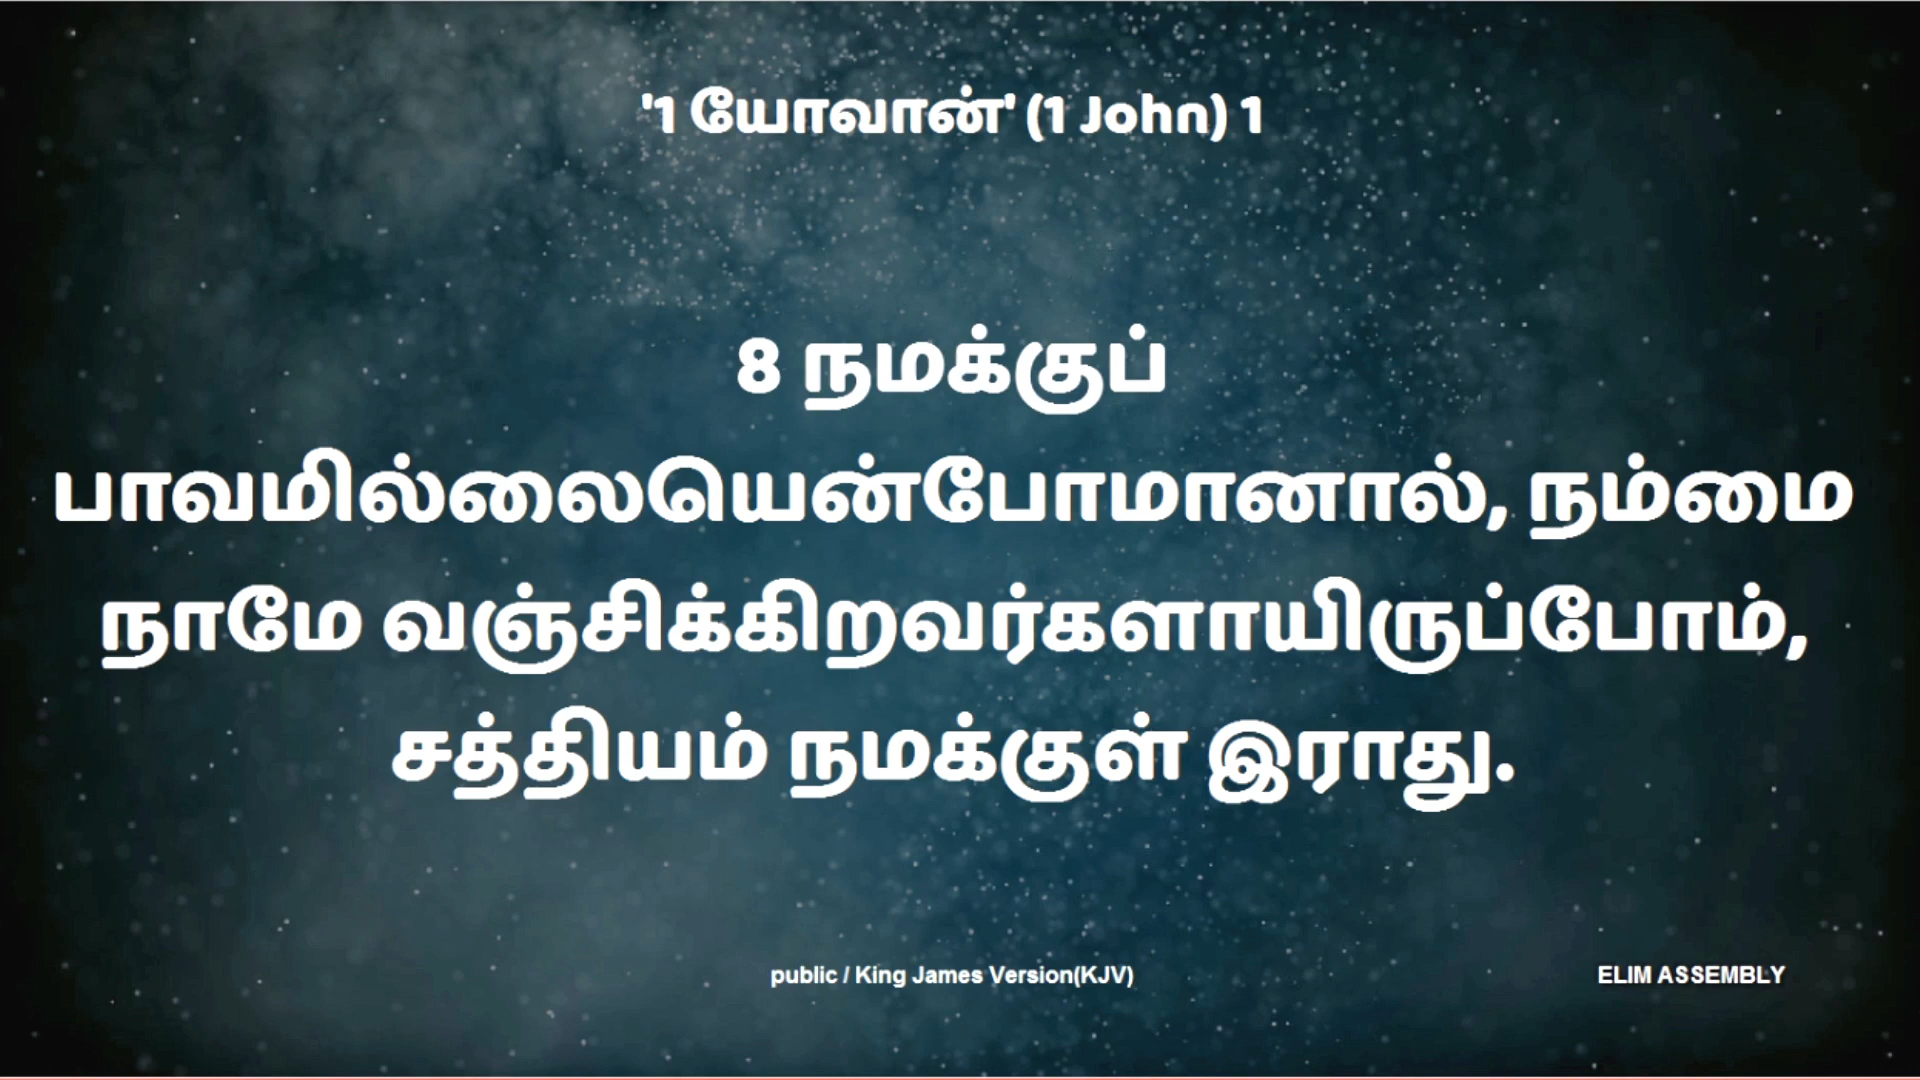 '1 யோவான்' (1 John) 1
8 நமக்குப்
பாவமில்லையென்போமானால், நம்மை
நாமே வஞ்சிக்கிறவர்களாயிருப்போம்,
சத்தியம் நமக்குள் இராது.
public / King James Version(KJV)
ELIM ASSEMBLY